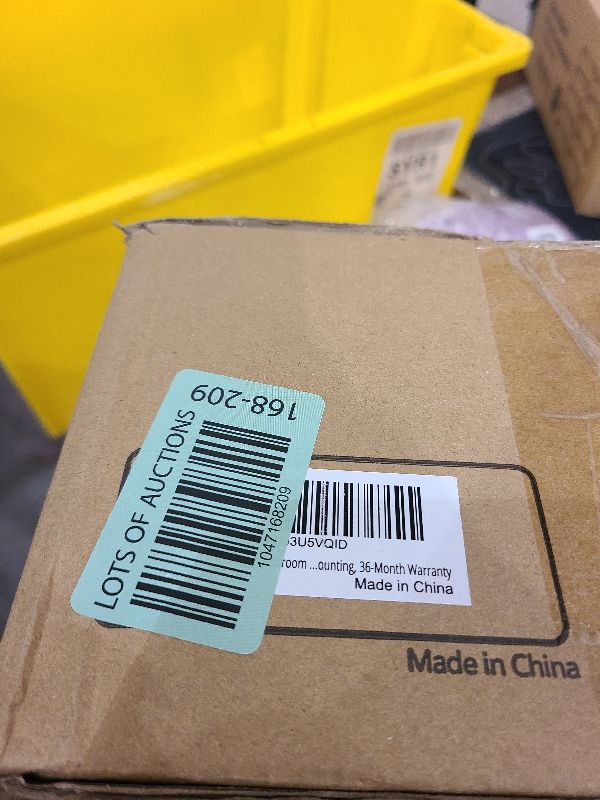 LOTS OF AUCTIONS
168-209
1047168209
3U5VQID
room ...ounting, 36-Month Warranty
Made in China
Made in China